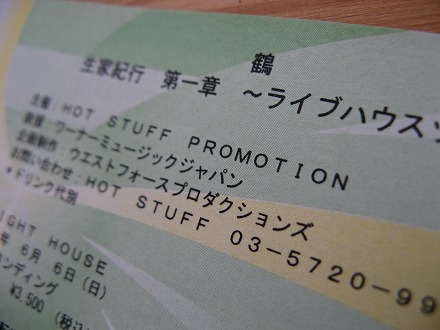 鶴
生家紀行 第一章 ～ライブハウスツ
主催:HOT STUFF PROMOTION
後援:ワーナーミュージックジャパン
企画制作:ウエストフォースプロダクションズ
お問い合わせ:HOT STUFF 03-5720-99
*ドリンク代別
IGHT HOUSE
年 6月 6日(日)
ンディング
¥3,500 (税込